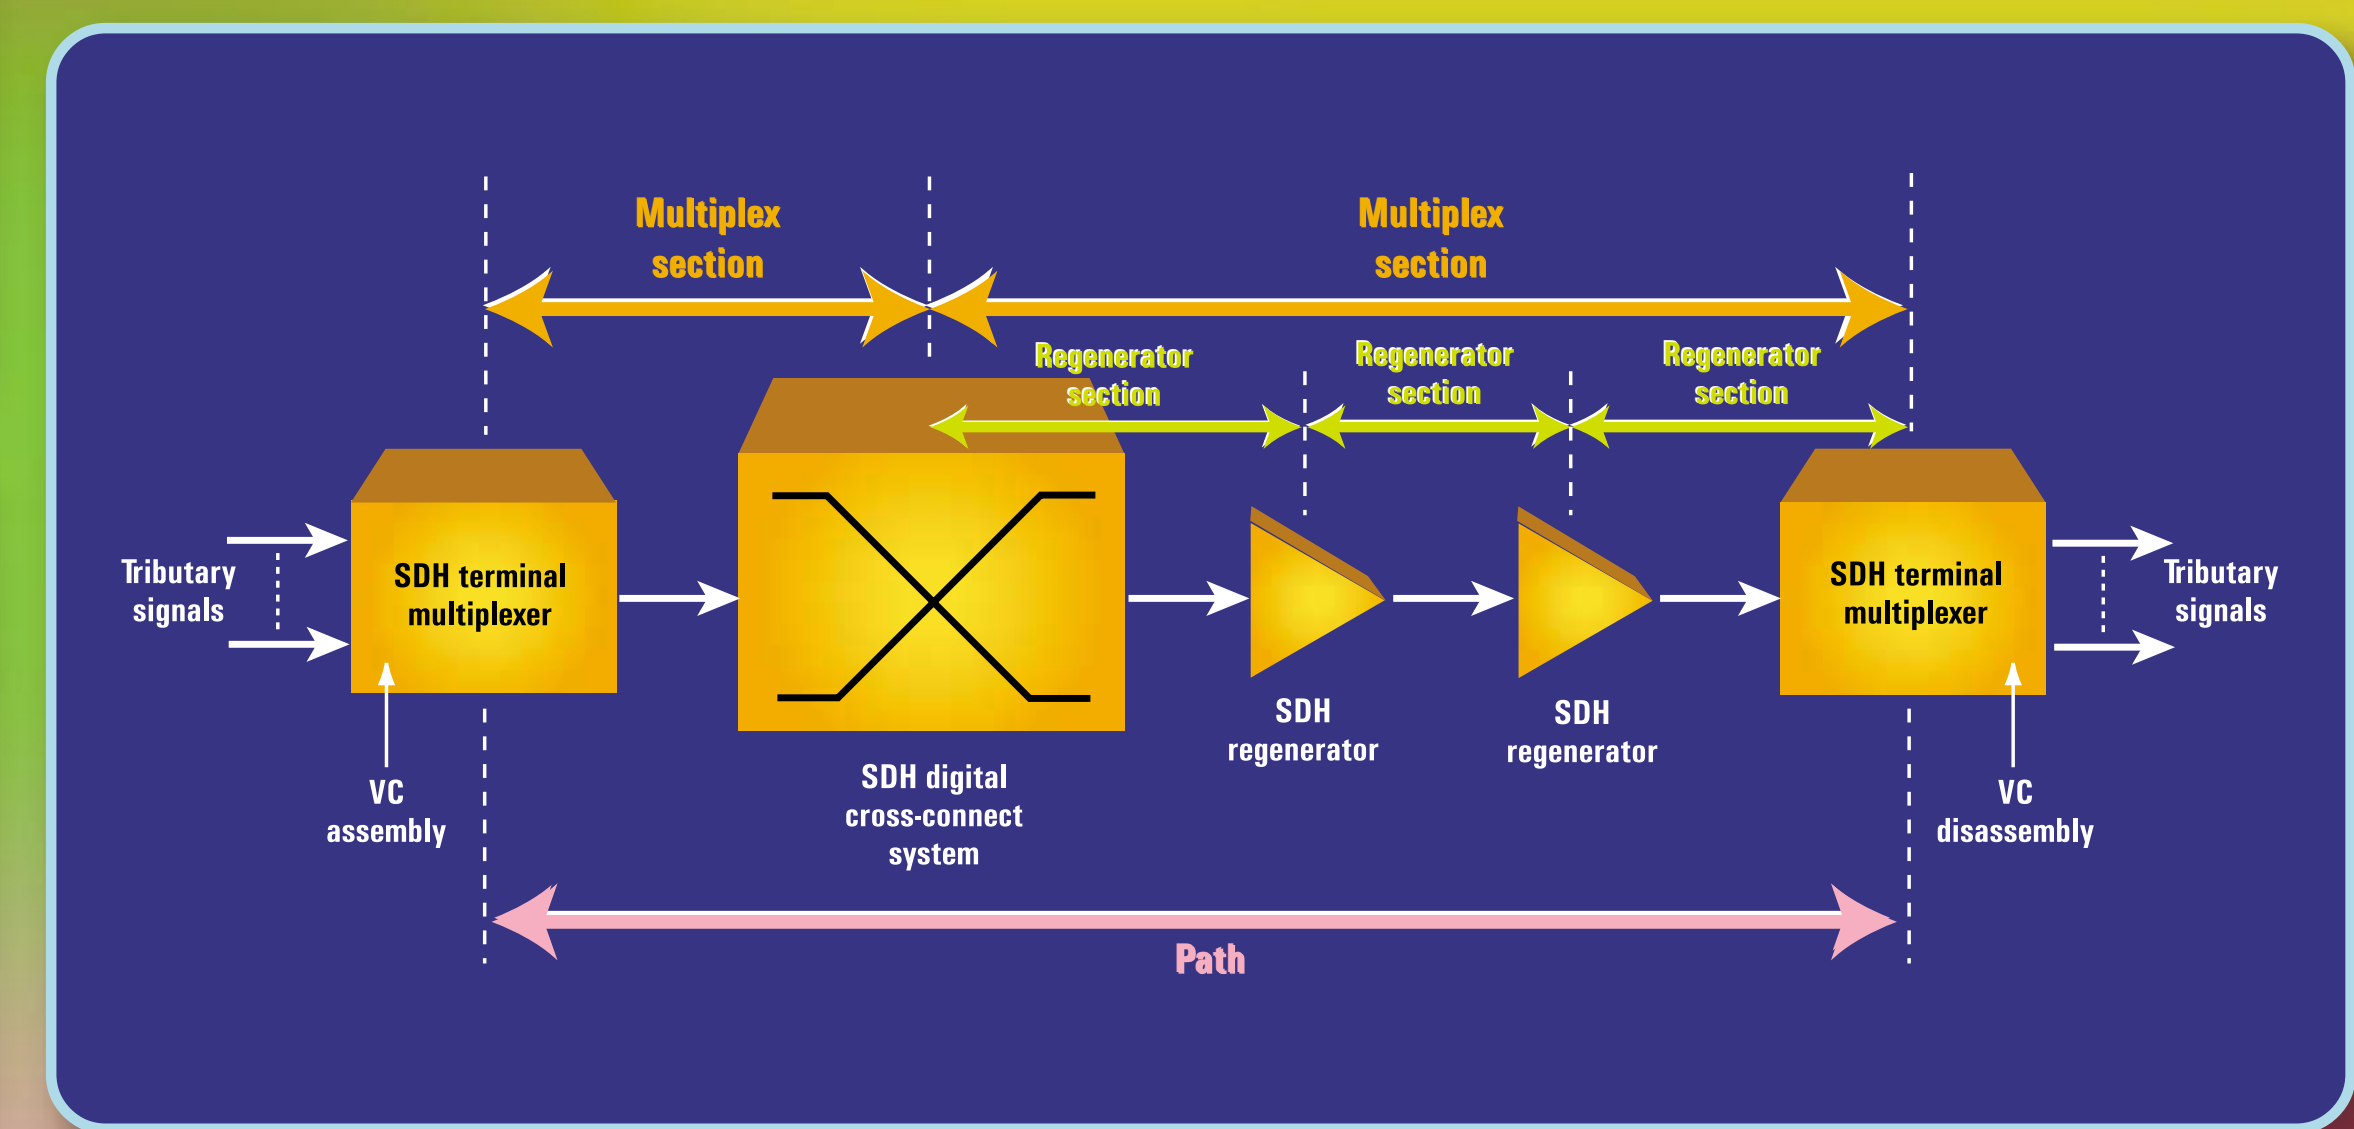 Multiplex
section
Multiplex
section
Regenerator
section
Regenerator
section
Regenerator
section
Tributary
signals
SDH terminal
multiplexer
SDH terminal
multiplexer
Tributary
signals
SDH
regenerator
SDH
regenerator
VC
assembly
SDH digital
cross-connect
system
VC
disassembly
Path